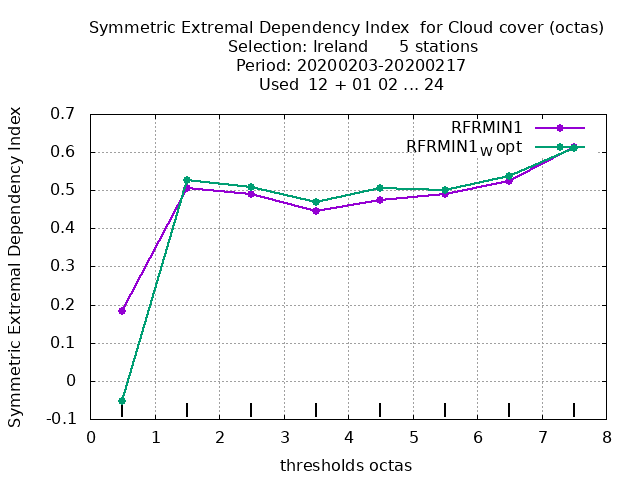 Symmetric Extremal Dependency Index for Cloud cover (octas)
Selection: Ireland 5 stations
Period: 20200203-20200217
Used 12 + 01 02 ... 24
Symmetric Extremal Dependency Index
RFRMIN1
RFRMIN1W opt
0.7
0.6
0.5
0.4
0.3
0.2
0.1
0
-0.1
0 1 2 3 4 5 6 7 8
thresholds octas